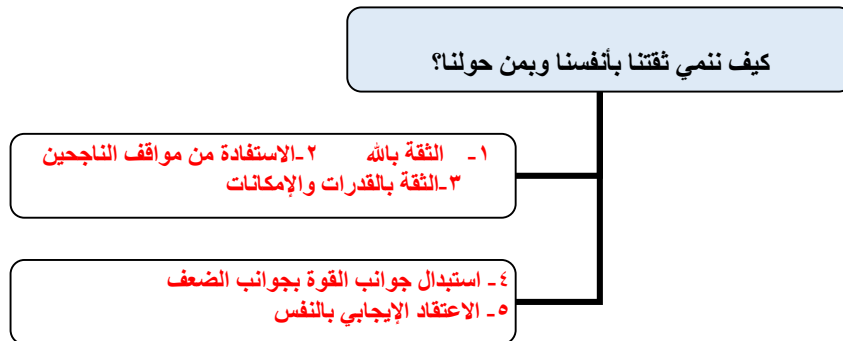 كيف ننمي ثقتنا بأنفسنا وبمن حولنا؟
١- الثقة بالله ٢-الاستفادة من مواقف الناجحين
٣-الثقة بالقدرات والإمكانات
٤- استبدال جوانب القوة بجوانب الضعف
٥- الاعتقاد الإيجابي بالنفس